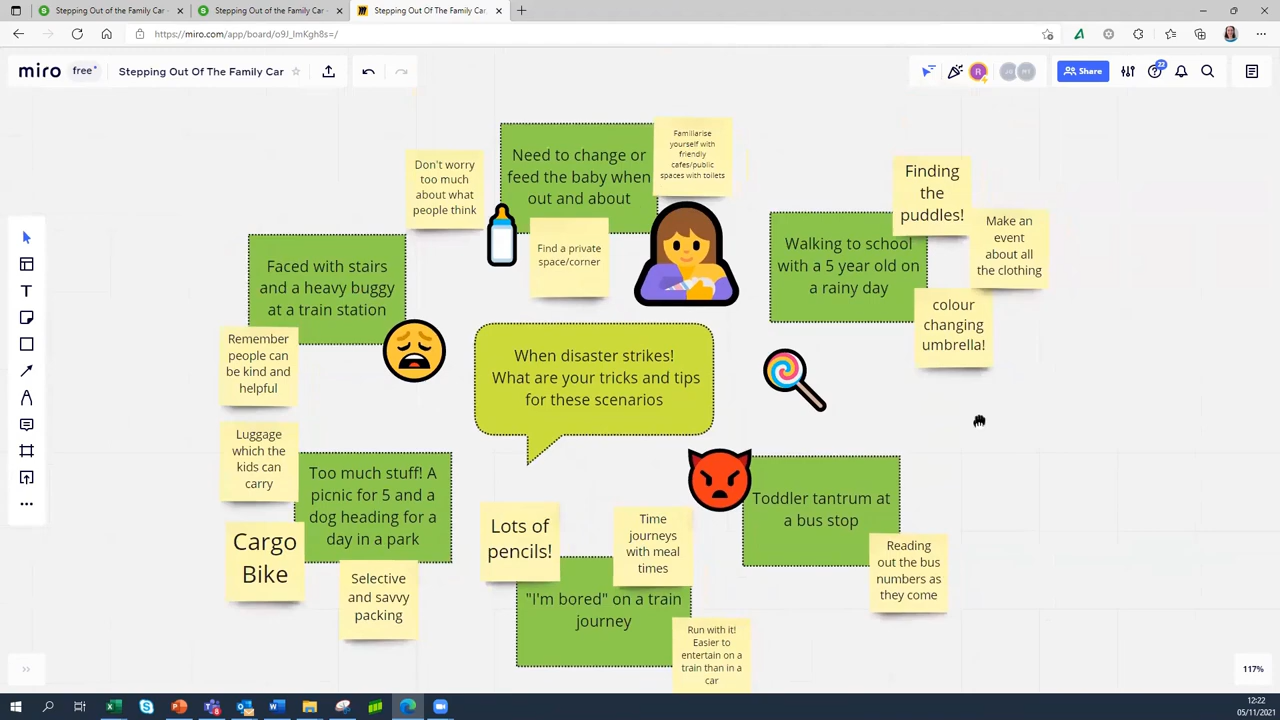 Stepping Out of the Family Car
Stepping Out of the Family Car
Stepping Out Of The Family Car,
https://miro.com/app/board/o9J_lmKgh8s=/
miro
free
Stepping Out Of The Family Car
R
JR
MT
Share
22
Need to change or
feed the baby when
out and about
Familiarise
yourself with
friendly
cafes/public
spaces with toilets
Don't worry
too much
about what
people think
Find a private
space/corner
Finding
the
puddles!
Walking to school
with a 5 year old on
a rainy day
Make an
event
about all
the clothing
colour
changing
umbrella!
Faced with stairs
and a heavy buggy
at a train station
Remember
people can
be kind and
helpful
When disaster strikes!
What are your tricks and tips
for these scenarios
Luggage
which the
kids can
carry
Too much stuff! A
picnic for 5 and a
dog heading for a
day in a park
Cargo
Bike
Selective
and savvy
packing
Lots of
pencils!
Time
journeys
with meal
times
"I'm bored" on a train
journey
Run with it!
Easier to
entertain on a
train than in a
car
Toddler tantrum at
a bus stop
Reading
out the bus
numbers as
they come
117%
12:22
05/11/2021